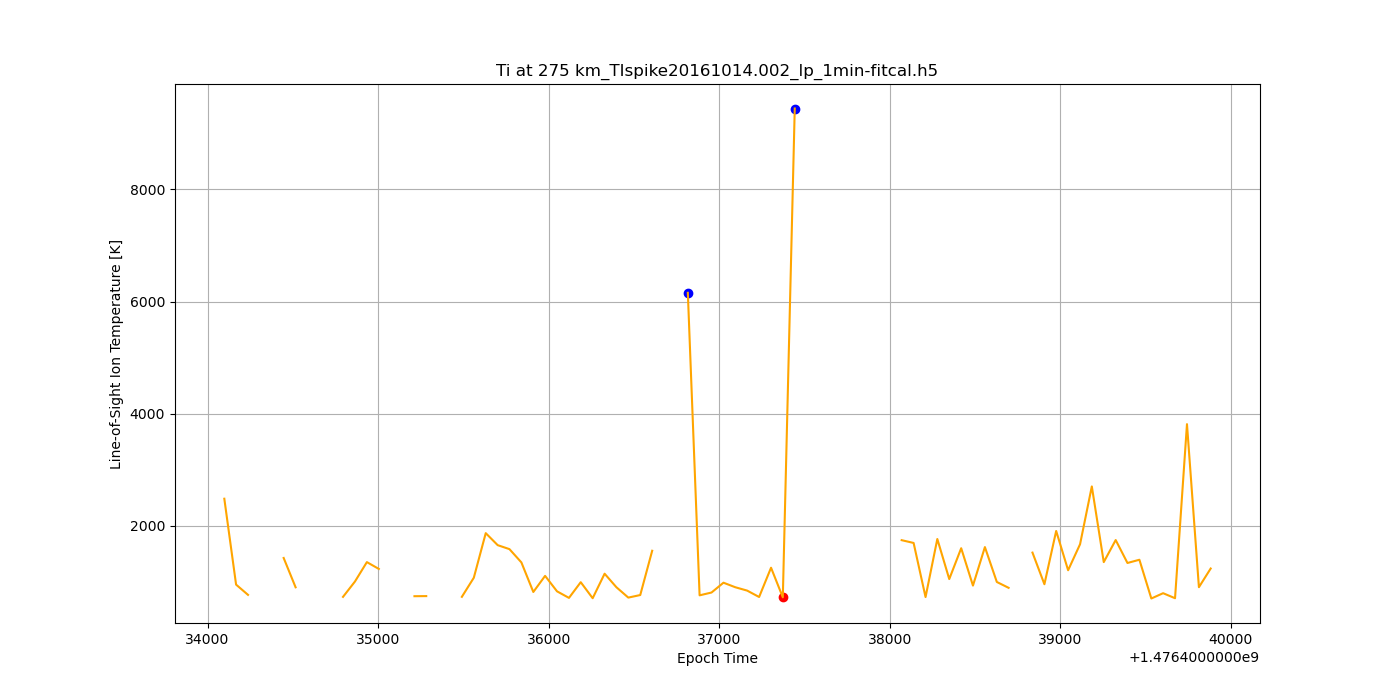 Ti at 275 km_TIspike20161014.002_lp_1min-fitcal.h5
Line-of-Sight Ion Temperature [K]
8000
6000
4000
2000
34000 35000 36000 37000 38000 39000 40000
Epoch Time
+1.4764000000e9